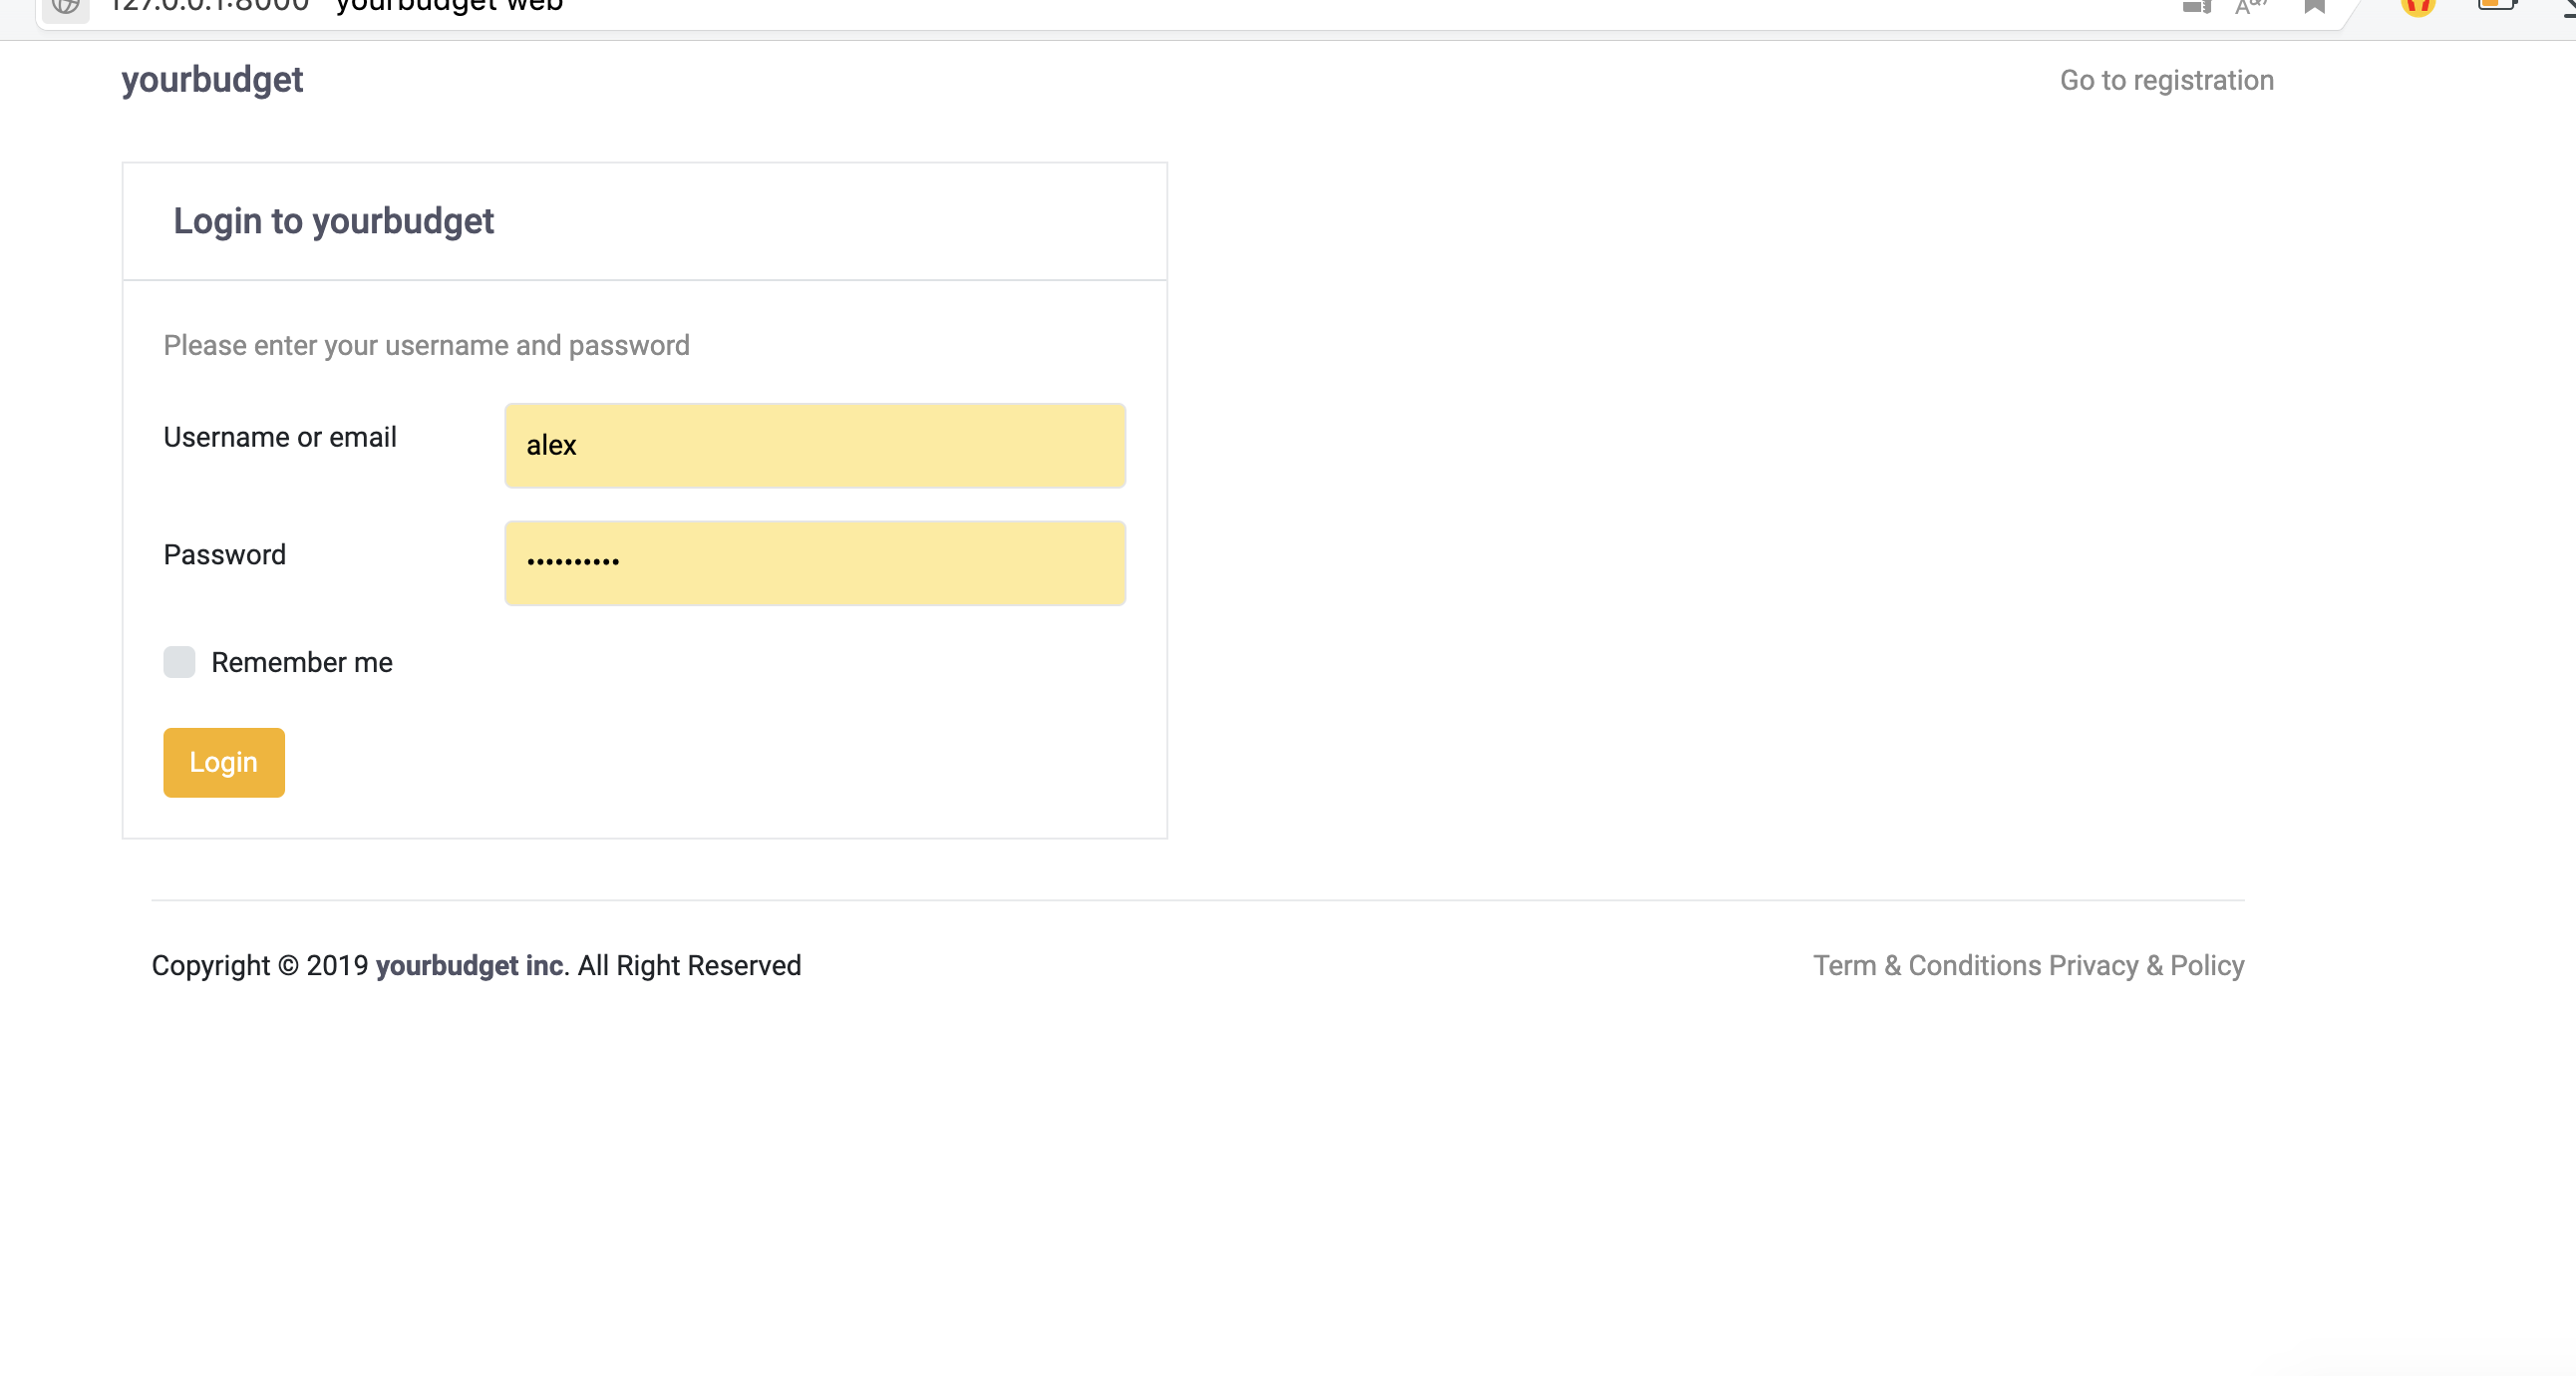 127.0.0.1:8000 yourbudget web
yourbudget
Go to registration
Login to yourbudget
Please enter your username and password
Username or email
alex
Password
••••••••••
Remember me
Login
Copyright © 2019 yourbudget inc. All Right Reserved
Term & Conditions Privacy & Policy